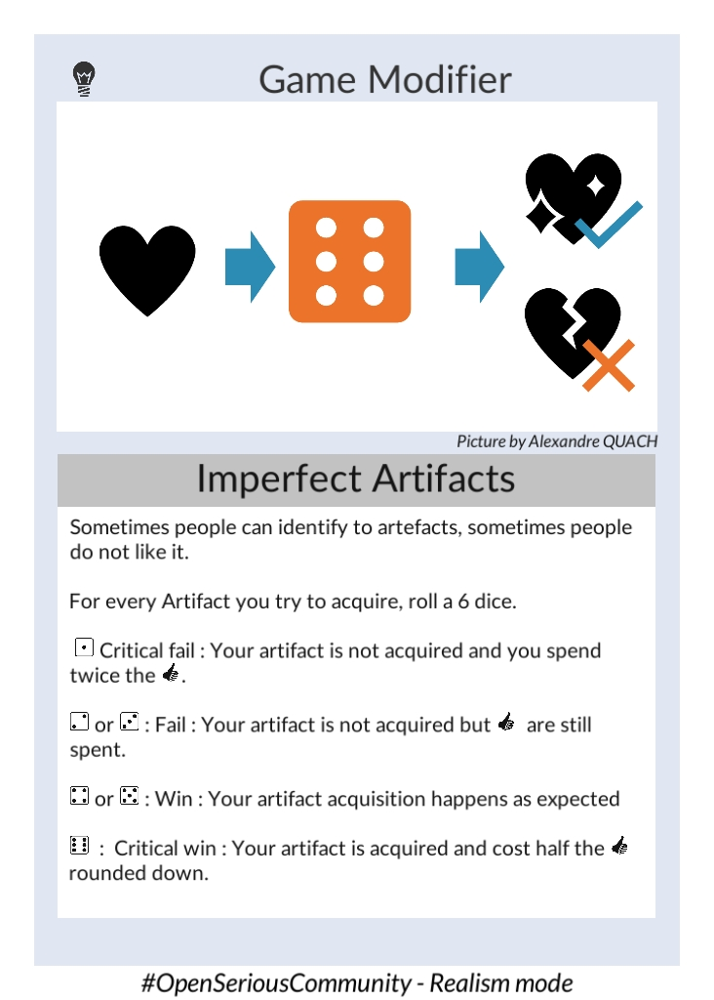 Game Modifier
Picture by Alexandre QUACH
Imperfect Artifacts
Sometimes people can identify to artefacts, sometimes people
do not like it.
For every Artifact you try to acquire, roll a 6 dice.
Critical fail : Your artifact is not acquired and you spend
twice the .
or : Fail : Your artifact is not acquired but are still
spent.
or : Win : Your artifact acquisition happens as expected
: Critical win : Your artifact is acquired and cost half the
rounded down.
#OpenSeriousCommunity - Realism mode